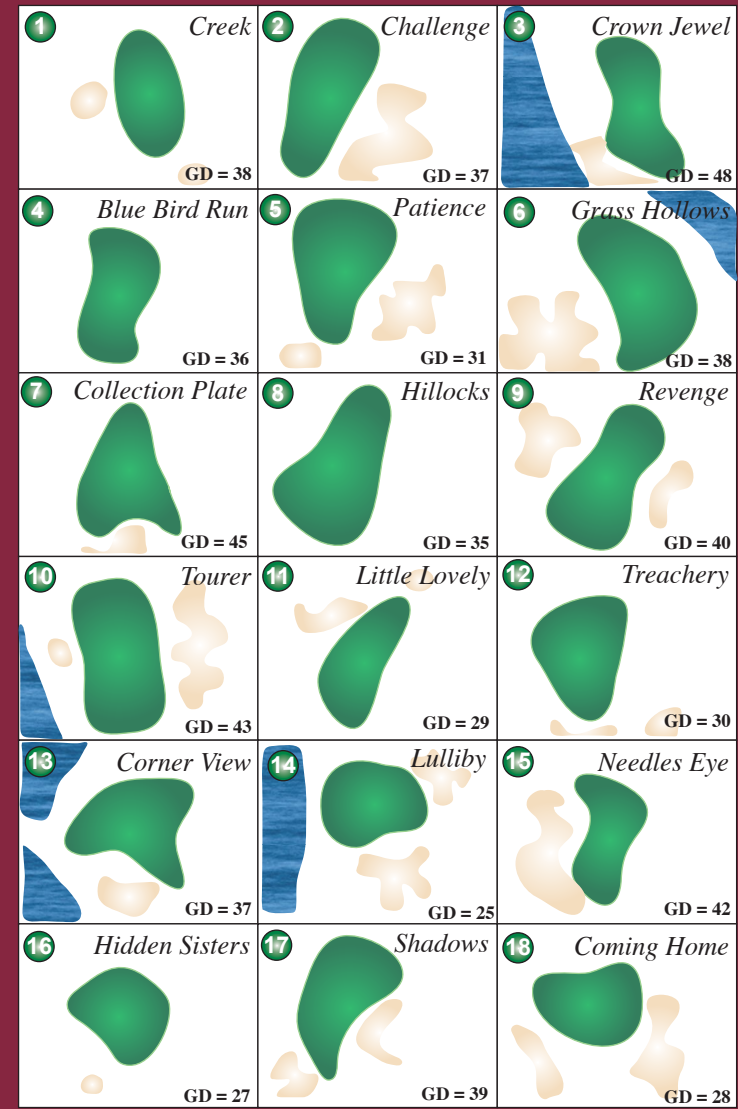 1 Creek
GD = 38
2 Challenge
GD = 37
3 Crown Jewel
GD = 48
4 Blue Bird Run
GD = 36
5 Patience
GD = 31
6 Grass Hollows
GD = 38
7 Collection Plate
GD = 45
8 Hillocks
GD = 35
9 Revenge
GD = 40
10 Tourer
GD = 43
11 Little Lovely
GD = 29
12 Treachery
GD = 30
13 Corner View
GD = 37
14 Lulliby
GD = 25
15 Needles Eye
GD = 42
16 Hidden Sisters
GD = 27
17 Shadows
GD = 39
18 Coming Home
GD = 28